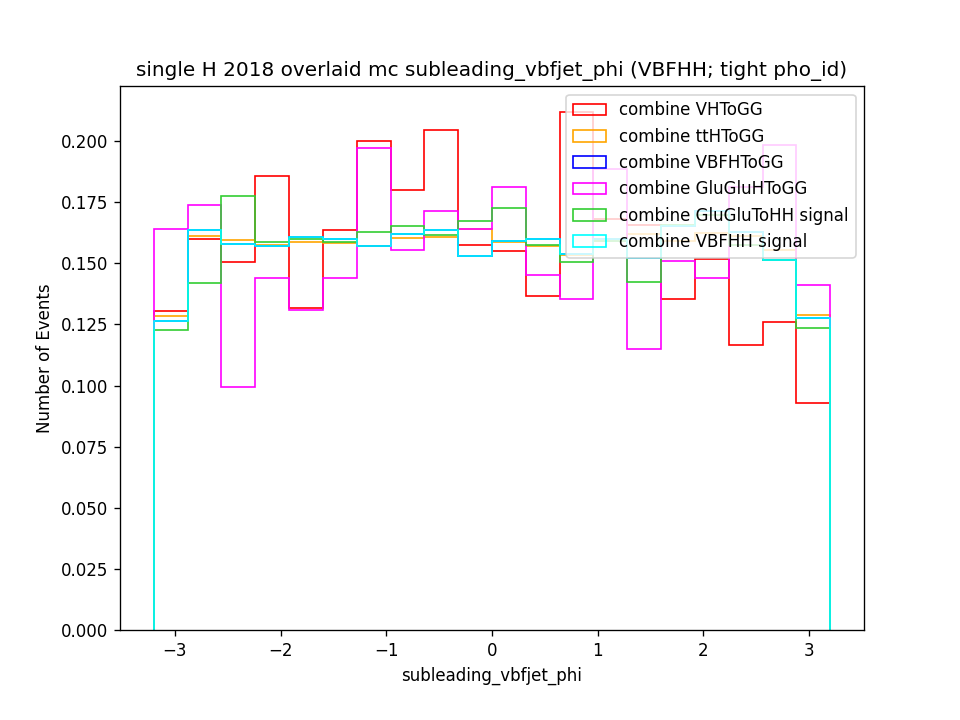 single H 2018 overlaid mc subleading_vbfjet_phi (VBFHH; tight pho_id)
combine VHToGG
combine ttHToGG
combine VBFHToGG
combine GluGluHToGG
combine GluGluToHH signal
combine VBFHH signal
Number of Events
0.200
0.175
0.150
0.125
0.100
0.075
0.050
0.025
0.000
−3
−2
−1
0
1
2
3
subleading_vbfjet_phi